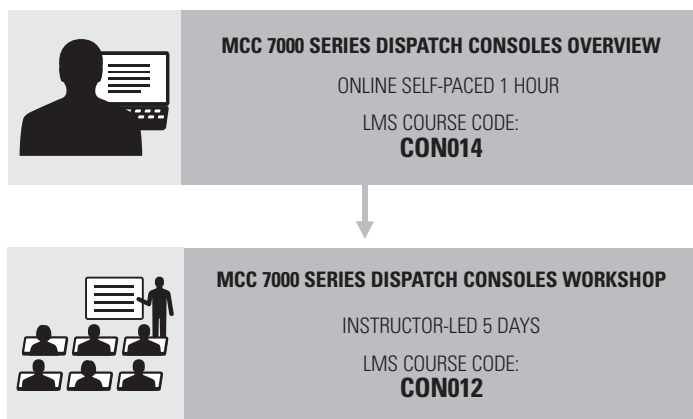 MCC 7000 SERIES DISPATCH CONSOLES OVERVIEW
ONLINE SELF-PACED 1 HOUR
LMS COURSE CODE:
CON014
MCC 7000 SERIES DISPATCH CONSOLES WORKSHOP
INSTRUCTOR-LED 5 DAYS
LMS COURSE CODE:
CON012